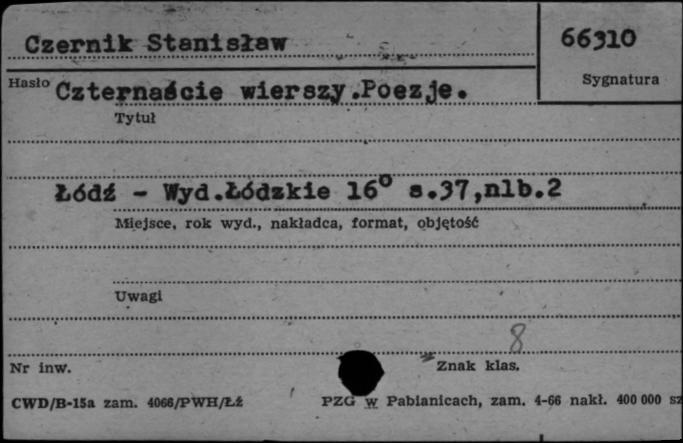 Czernik Stanisław
66310
Sygnatura
Hasło Czternaście wierszy.Poezje.
Tytuł
Łódź - Wyd.Łódzkie 16° s.37,nlb.2
Miejsce, rok wyd., nakładca, format, objętość
Uwagi
8
Nr inw.
Znak klas.
CWD/B-15a zam. 4066/PWH/Łź
PZG w Pabianicach, zam. 4-66 nakł. 400 000 sz